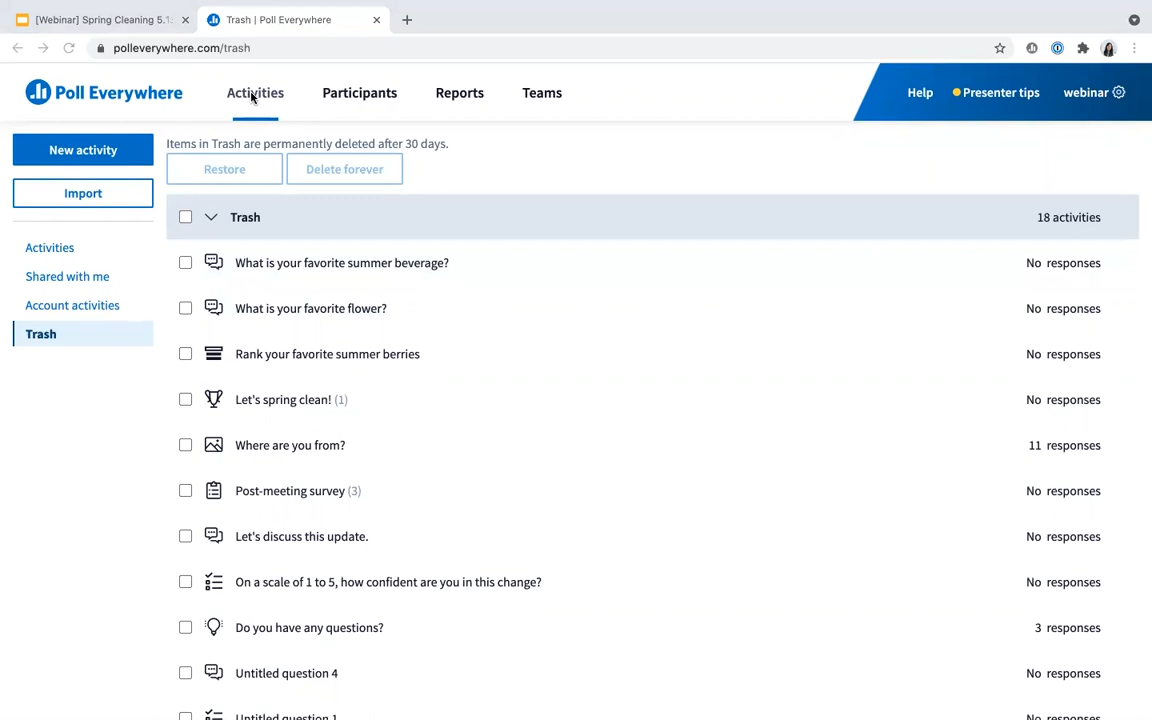 [Webinar] Spring Cleaning 5.1
Trash | Poll Everywhere
polleverywhere.com/trash
Poll Everywhere
Activities
Participants
Reports
Teams
Help
Presenter tips
webinar
New activity
Import
Activities
Shared with me
Account activities
Trash
Items in Trash are permanently deleted after 30 days.
Restore
Delete forever
Trash
18 activities
What is your favorite summer beverage?
No responses
What is your favorite flower?
No responses
Rank your favorite summer berries
No responses
Let's spring clean! (1)
No responses
Where are you from?
11 responses
Post-meeting survey (3)
No responses
Let's discuss this update.
No responses
On a scale of 1 to 5, how confident are you in this change?
No responses
Do you have any questions?
3 responses
Untitled question 4
No responses
Untitled question 1
No responses